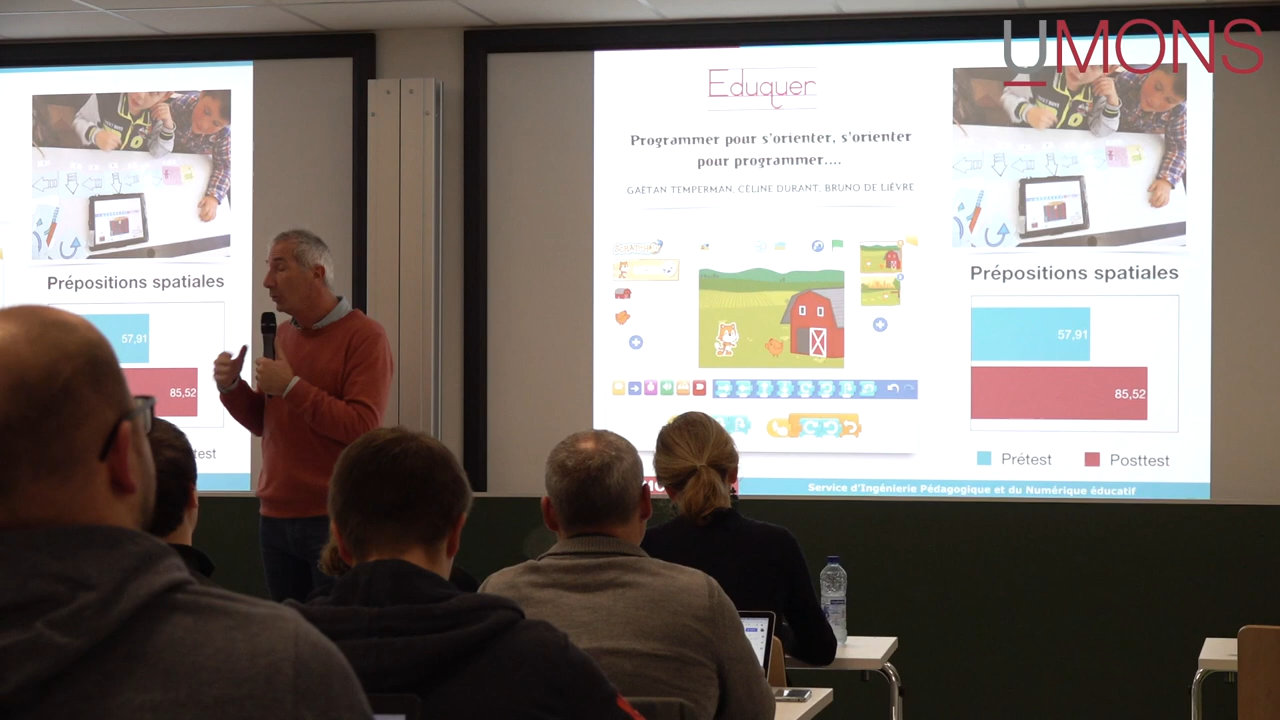 UMONS
Prépositions spatiales
57,91
85,52
test
Eduquer
Programmer pour s'orienter, s'orienter
pour programmer....
GAËTAN TEMPERMAN, CÉLINE DURANT, BRUNO DE LIÈVRE
Prépositions spatiales
57,91
85,52
Prétest
Posttest
Service d'Ingénierie Pédagogique et du Numérique éducatif